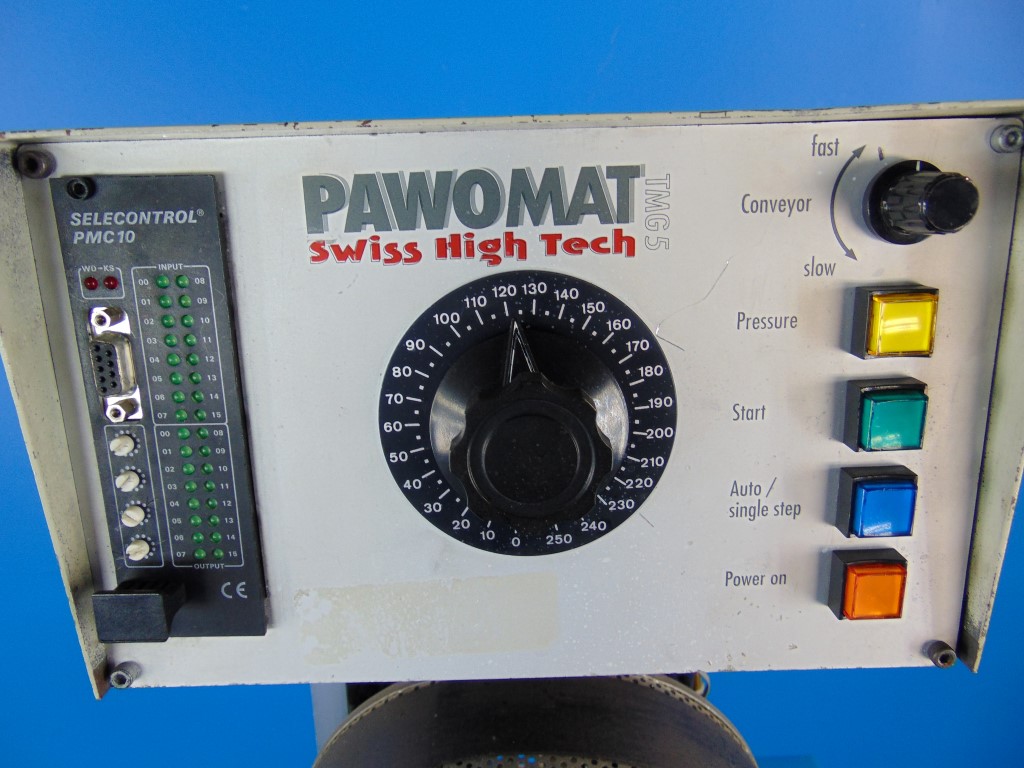 SELECONTROL®
PMC10
WD-KS
INPUT
00 08
01 09
02 10
03 11
04 12
05 13
06 14
07 15
00 08
01 09
02 10
03 11
04 12
05 13
06 14
07 15
OUTPUT
CE
PAWOMAT
TMG 5
Swiss High Tech
0
10
20
30
40
50
60
70
80
90
100
110
120
130
140
150
160
170
180
190
200
210
220
230
240
250
fast
Conveyor
slow
Pressure
Start
Auto /
single step
Power on